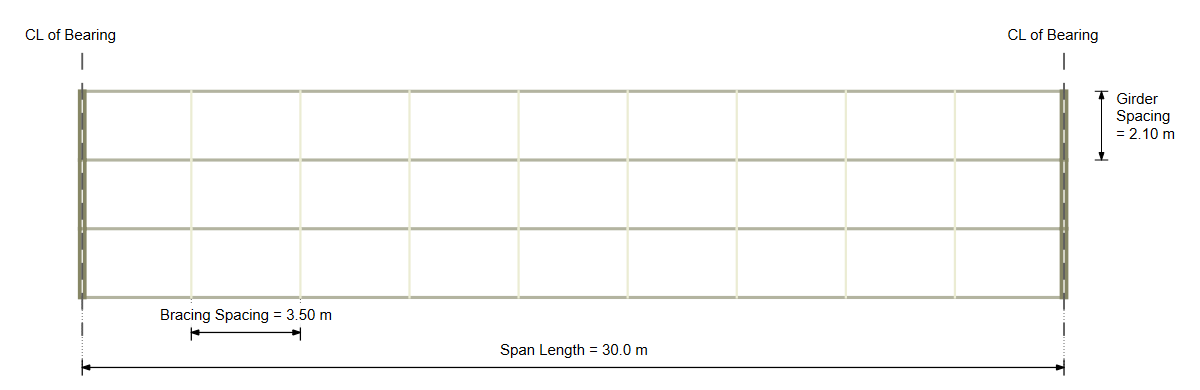 CL of Bearing
CL of Bearing
Girder
Spacing
= 2.10 m
Bracing Spacing = 3.50 m
Span Length = 30.0 m